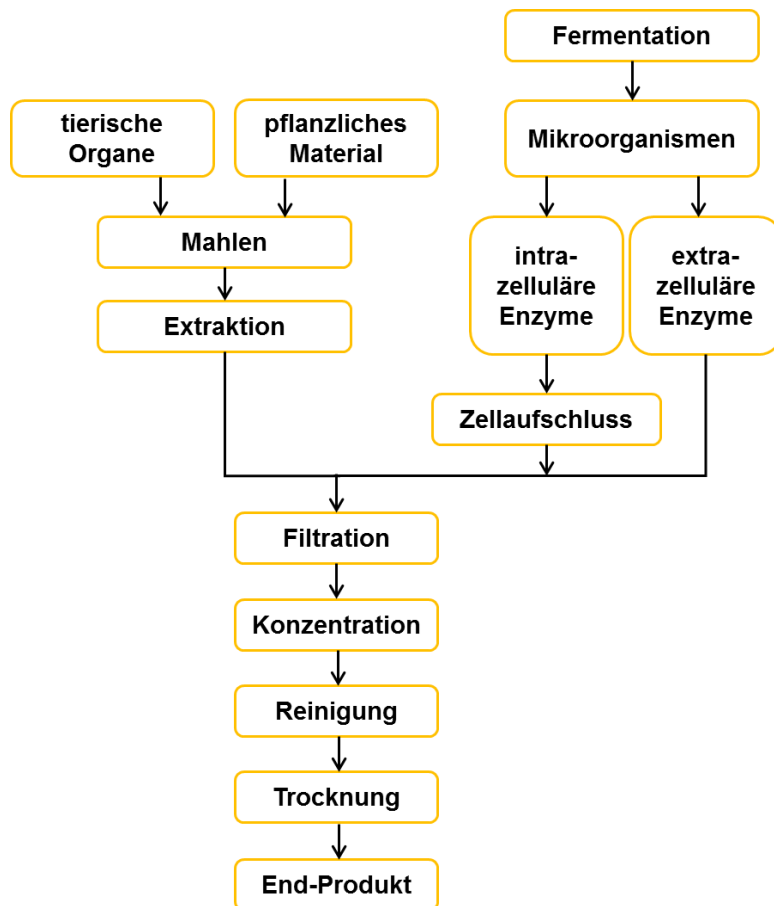 Fermentation
tierische
Organe
pflanzliches
Material
Mikroorganismen
Mahlen
intra-
zelluläre
Enzyme
extra-
zelluläre
Enzyme
Extraktion
Zellaufschluss
Filtration
Konzentration
Reinigung
Trocknung
End-Produkt